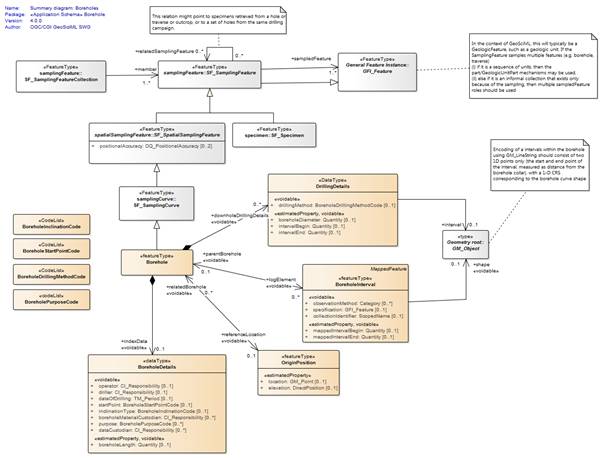 Name: Summary diagram: Boreholes
Package: «Application Schema» Borehole
Version: 4.0.0
Author: OGC/CGI GeoSciML SWG
This relation might point to specimens retrieved from a hole or
traverse or outcrop, or to a set of holes from the same drilling
campaign.
In the context of GeoSciML this will typically be a
GeologicFeature, such as a geologic unit. If the
SamplingFeature samples multiple features (e.g. borehole,
traverse)
(i) if it is a sequence of units, then the
part/GeologicUnitPart mechanisms may be used,
(ii) else if it is an informal collection that exists only
because of the sampling, then multiple sampledFeature
roles should be used
+relatedSamplingFeature 0..*
«FeatureType»
samplingFeature::
SF_SamplingFeatureCollection
+member
«FeatureType»
samplingFeature::SF_SamplingFeature
+sampledFeature
1..*
«FeatureType»
General Feature Instance::
GFI_Feature
«FeatureType»
spatialSamplingFeature::SF_SpatialSamplingFeature
+ positionalAccuracy: DQ_PositionalAccuracy [0..2]
«FeatureType»
specimen::SF_Specimen
Encoding of a intervals within the borehole
using GM_LineString should consist of two
1D points only (the start and end point of
the interval measured as distance from the
borehole collar), with a 1-D CRS
corresponding to the borehole curve shape
«FeatureType»
samplingCurve::
SF_SamplingCurve
«DataType»
DrillingDetails
«voidable»
+ drillingMethod: BoreholeDrillingMethodCode [0..1]
«estimatedProperty, voidable»
+ boreholeDiameter: Quantity [0..1]
+ intervalBegin: Quantity [0..1]
+ intervalEnd: Quantity [0..1]
0..*
+downholeDrillingDetails
«voidable»
+interval 0..1
«type»
Geometry root::
GM_Object
0..1
+shape
«voidable»
«CodeList»
BoreholeInclinationCode
«CodeList»
BoreholeStartPointCode
«CodeList»
BoreholeDrillingMethodCode
«codeList»
BoreholePurposeCode
«featureType»
Borehole
+parentBorehole
«voidable»
0..1
+logElement
«voidable»
0..*
MappedFeature
«featureType»
BoreholeInterval
«voidable»
+ observationMethod: Category [0..*]
+ specification: GFI_Feature [0..1]
+ collectionIdentifier: ScopedName [0..1]
«estimatedProperty, voidable»
+ mappedIntervalBegin: Quantity [0..1]
+ mappedIntervalEnd: Quantity [0..1]
+relatedBorehole
«voidable»
0..*
+referenceLocation
«voidable»
0..1
+indexData
«voidable»
0..1
«dataType»
BoreholeDetails
«voidable»
+ operator: CI_Responsibility [0..1]
+ driller: CI_Responsibility [0..1]
+ dateOfDrilling: TM_Period [0..1]
+ startPoint: BoreholeStartPointCode [0..1]
+ inclinationType: BoreholeInclinationCode [0..1]
+ boreholeMaterialCustodian: CI_Responsibility [0..*]
+ purpose: BoreholePurposeCode [0..*]
+ dataCustodian: CI_Responsibility [0..*]
«estimatedProperty, voidable»
+ boreholeLength: Quantity [0..1]
«featureType»
OriginPosition
«estimatedProperty»
+ location: GM_Point [0..1]
+ elevation: DirectPosition [0..1]